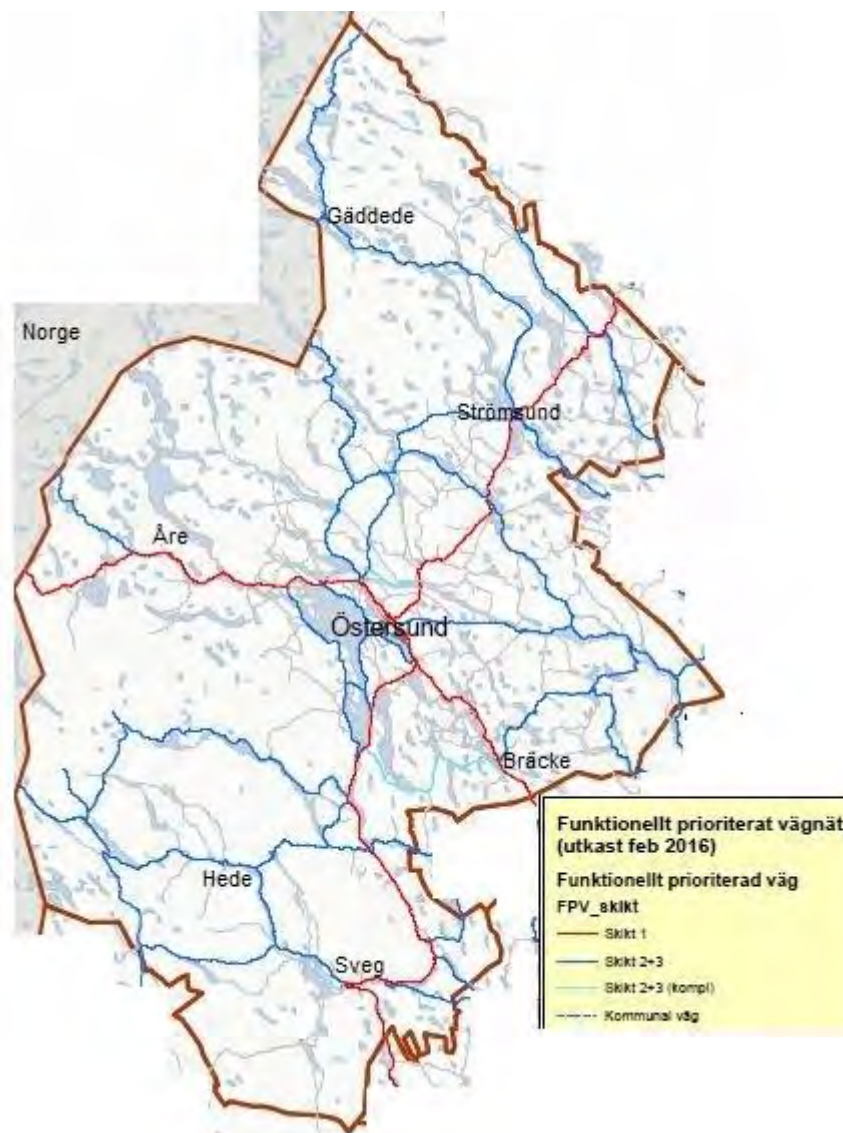 Gäddede
Norge
Strömsund
Åre
Östersund
Bräcke
Hede
Sveg
Funktionellt prioriterat vägnät
(utkast feb 2016)
Funktionellt prioriterad väg
FPV_skikt
Skikt 1
Skikt 2+3
Skikt 2+3 (kompl)
Kommunal väg